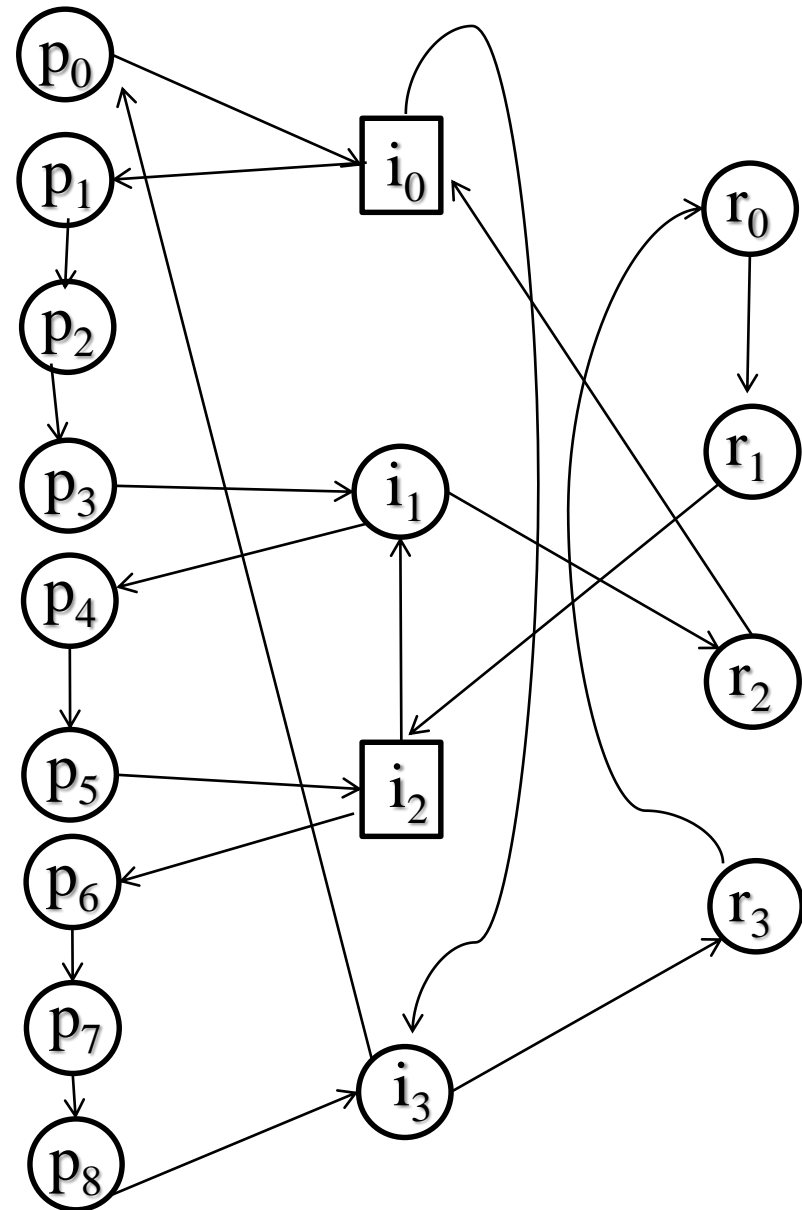 p₀
p₁
p₂
p₃
p₄
p₅
p₆
p₇
p₈
i₀
i₁
i₂
i₃
r₀
r₁
r₂
r₃